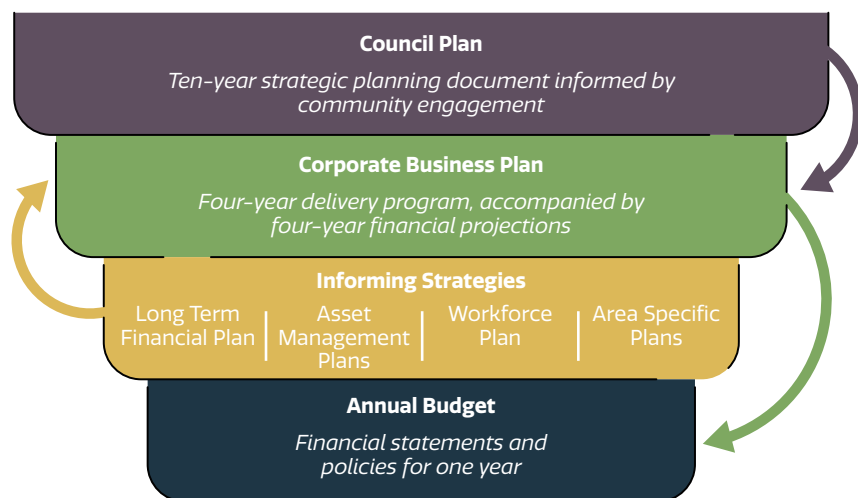 Council Plan
Ten-year strategic planning document informed by
community engagement
Corporate Business Plan
Four-year delivery program, accompanied by
four-year financial projections
Informing Strategies
Long Term
Financial Plan
Asset
Management
Plans
Workforce
Plan
Area Specific
Plans
Annual Budget
Financial statements and
policies for one year